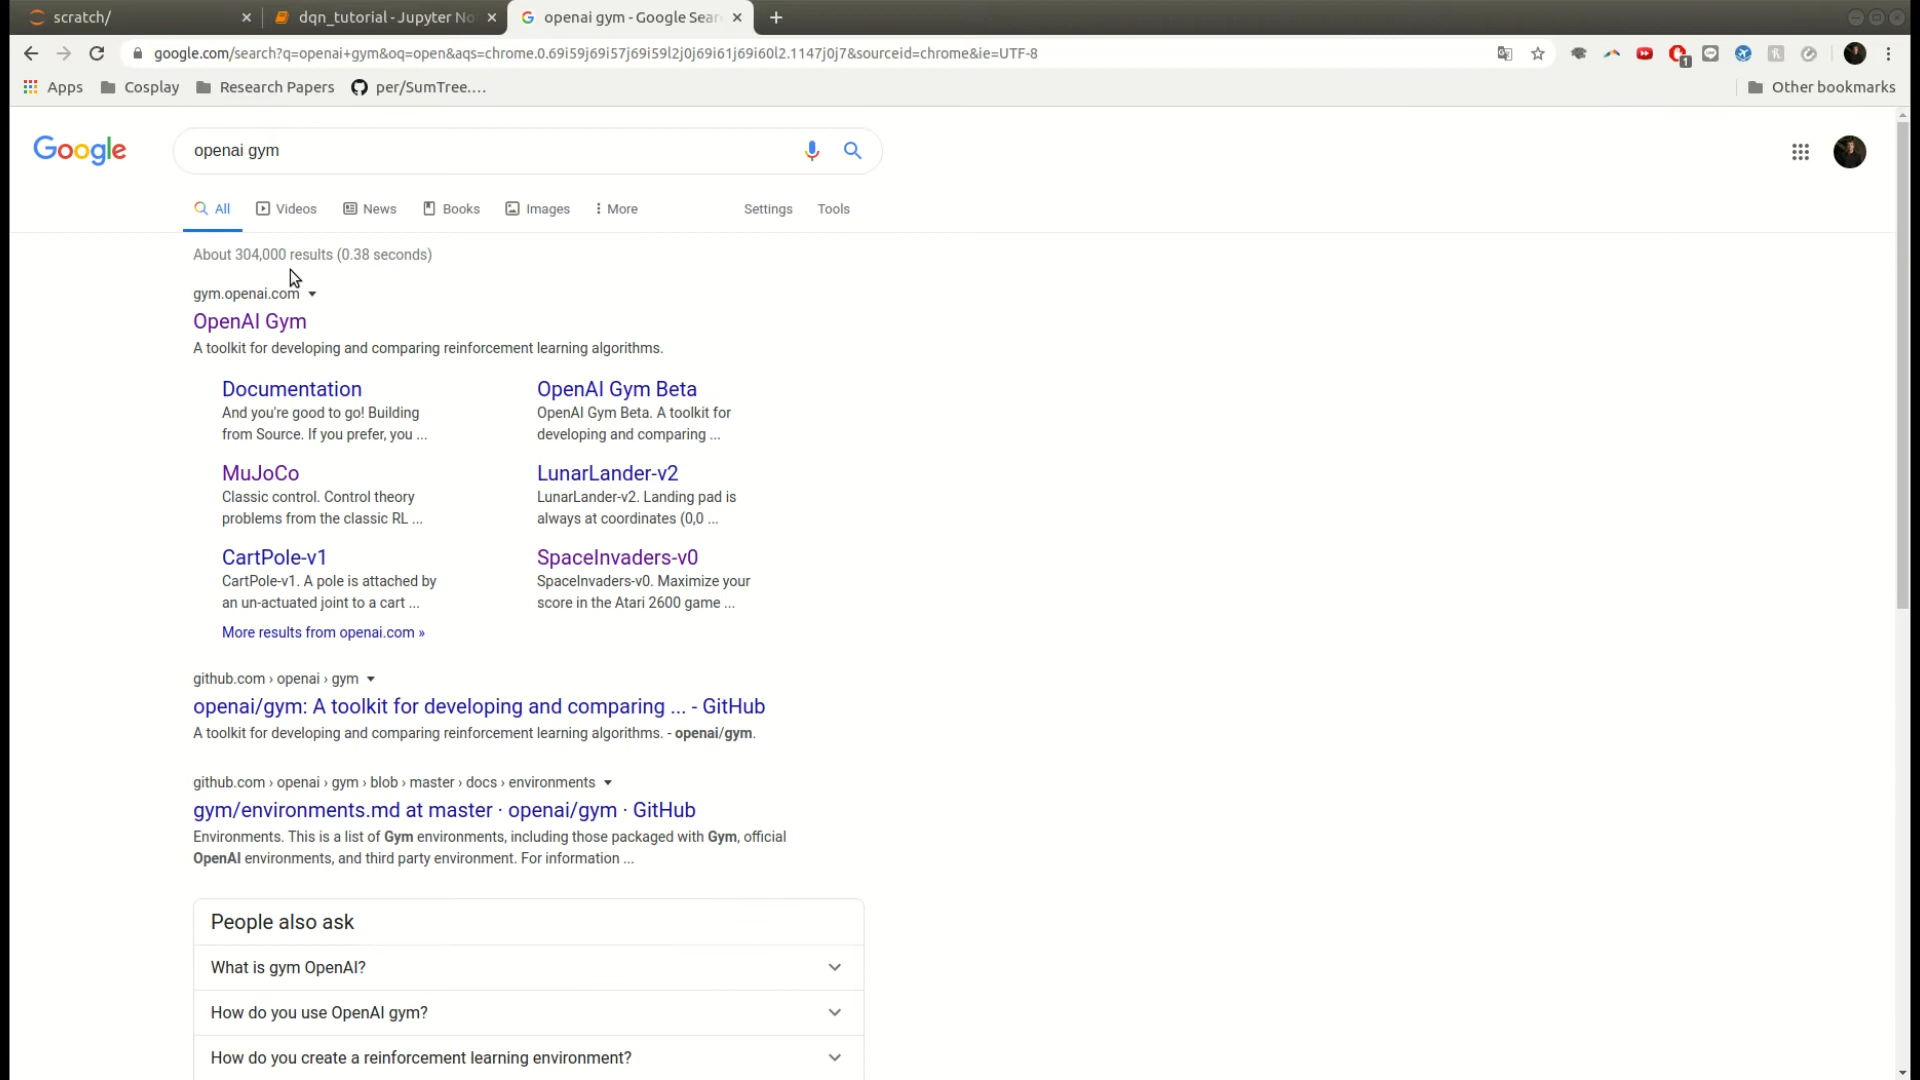 scratch/
dqn_tutorial - Jupyter No
openai gym - Google Sear
google.com/search?q=openai+gym&oq=open&aqs=chrome.0.69i59j69i57j69i59l2j0j69i61j69i60l2.1147j0j7&sourceid=chrome&ie=UTF-8
1
Apps
Cosplay
Research Papers
per/SumTree....
Other bookmarks
Google
openai gym
All
Videos
News
Books
Images
More
Settings
Tools
About 304,000 results (0.38 seconds)
gym.openai.com
OpenAI Gym
A toolkit for developing and comparing reinforcement learning algorithms.
Documentation
And you're good to go! Building
from Source. If you prefer, you ...
OpenAI Gym Beta
OpenAI Gym Beta. A toolkit for
developing and comparing ...
MuJoCo
Classic control. Control theory
problems from the classic RL ...
LunarLander-v2
LunarLander-v2. Landing pad is
always at coordinates (0,0 ...
CartPole-v1
CartPole-v1. A pole is attached by
an un-actuated joint to a cart ...
SpaceInvaders-v0
SpaceInvaders-v0. Maximize your
score in the Atari 2600 game ...
More results from openai.com »
github.com › openai › gym
openai/gym: A toolkit for developing and comparing ... - GitHub
A toolkit for developing and comparing reinforcement learning algorithms. - openai/gym.
github.com › openai › gym › blob › master › docs › environments
gym/environments.md at master · openai/gym · GitHub
Environments. This is a list of Gym environments, including those packaged with Gym, official
OpenAI environments, and third party environment. For information ...
People also ask
What is gym OpenAI?
How do you use OpenAI gym?
How do you create a reinforcement learning environment?